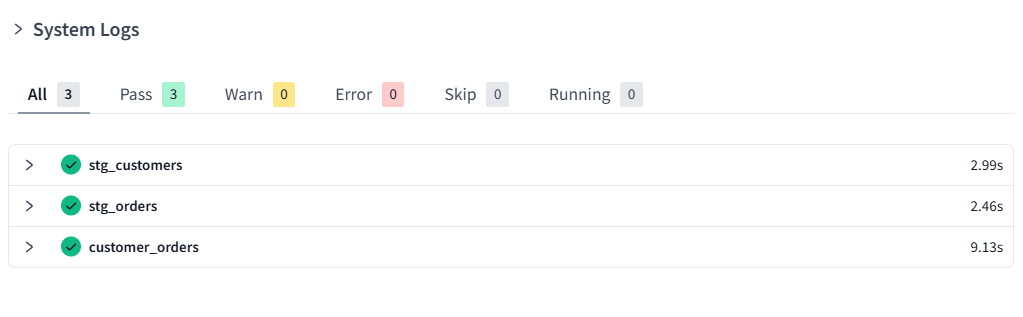 System Logs
All 3 Pass 3 Warn 0 Error 0 Skip 0 Running 0
stg_customers 2.99s
stg_orders 2.46s
customer_orders 9.13s